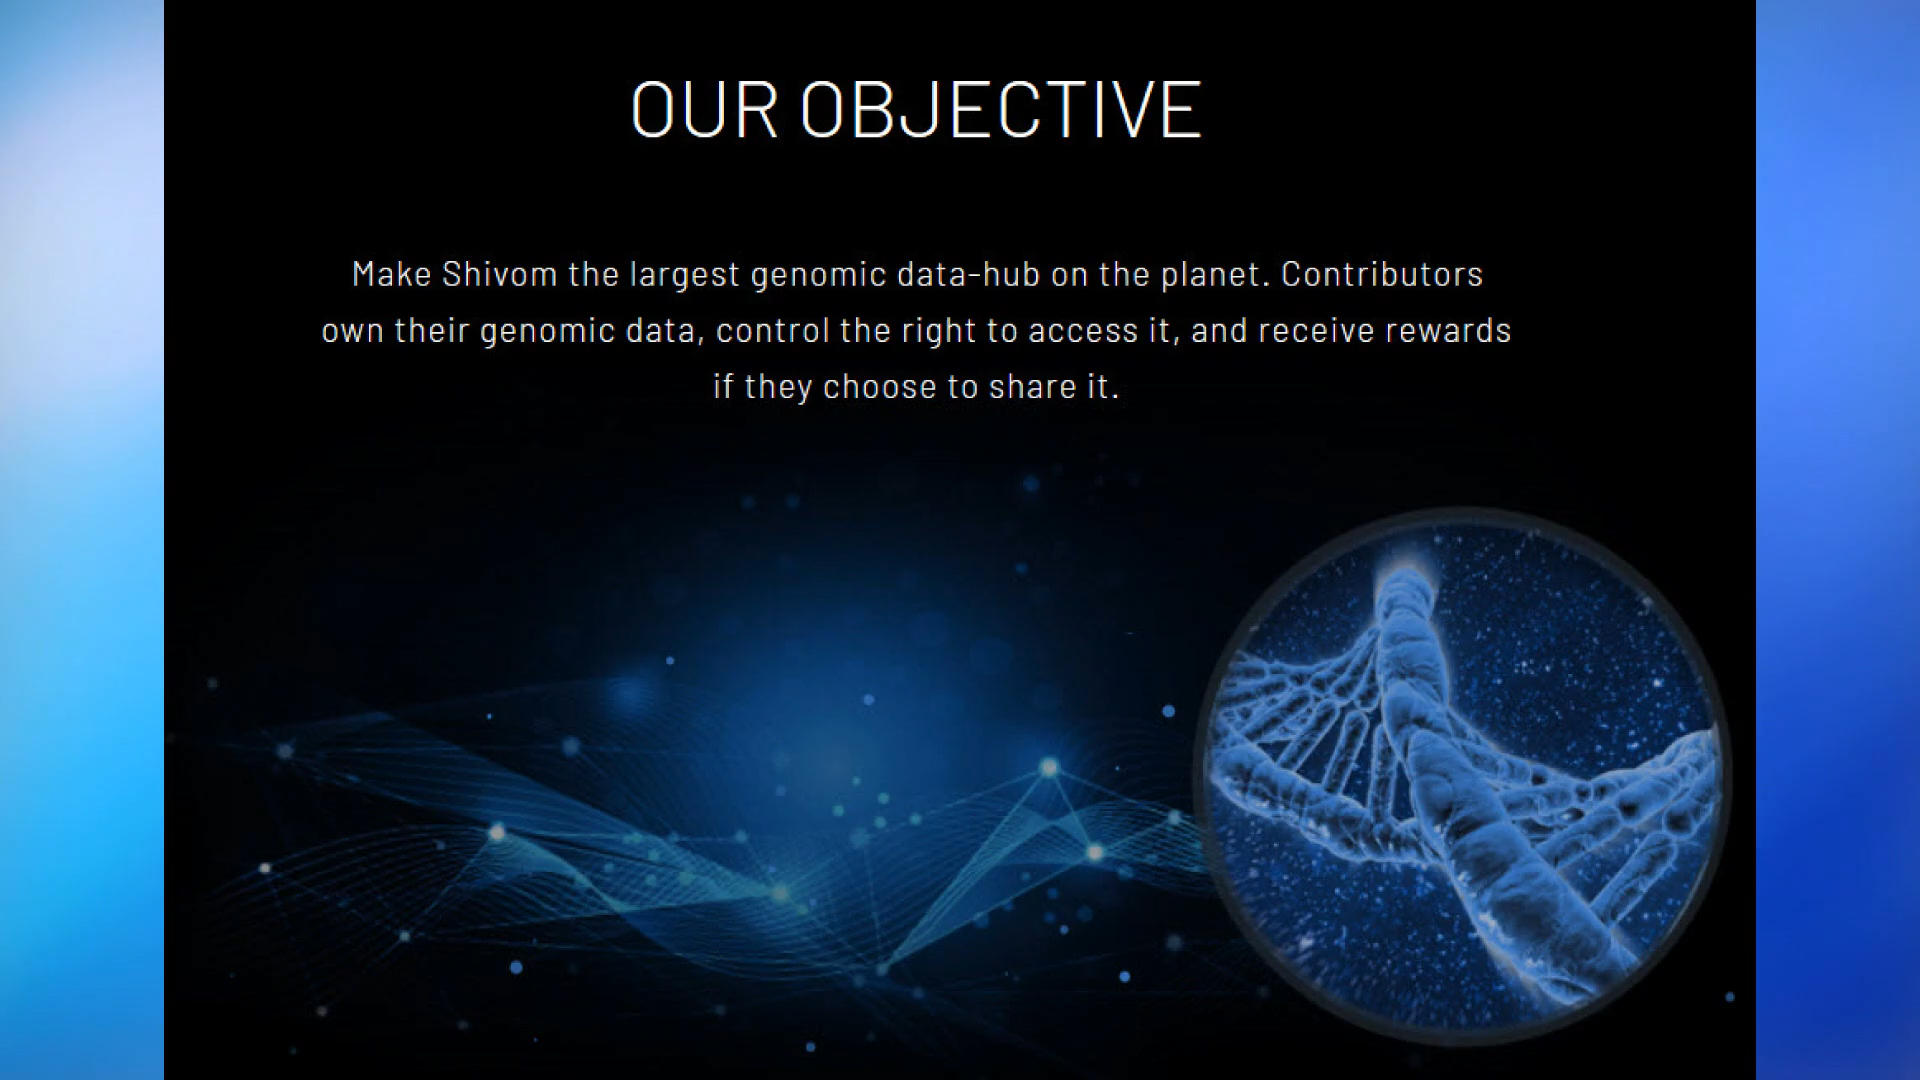 OUR OBJECTIVE
Make Shivom the largest genomic data-hub on the planet. Contributors
own their genomic data, control the right to access it, and receive rewards
if they choose to share it.